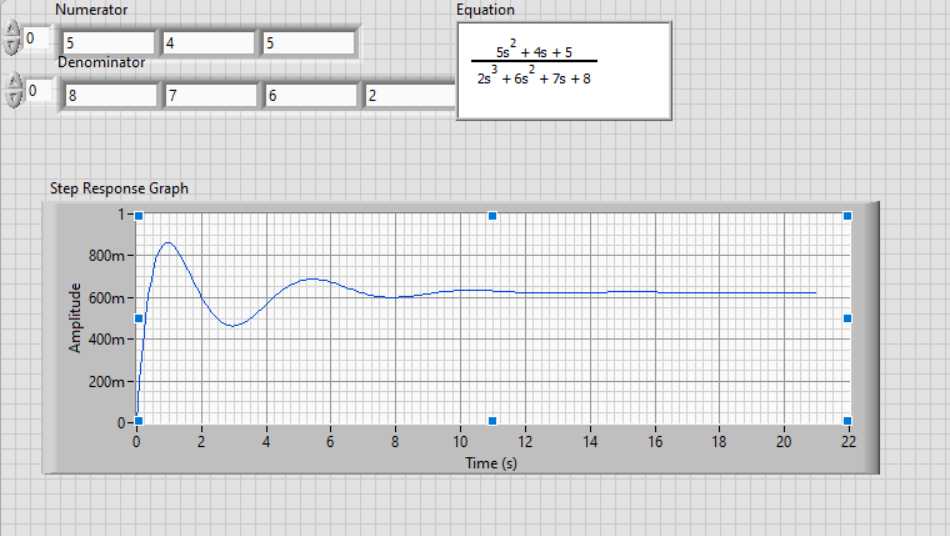 Numerator
0 5 4 5
Denominator
0 8 7 6 2
Equation
5s² + 4s + 5
2s³ + 6s² + 7s + 8
Step Response Graph
Amplitude
1
800m
600m
400m
200m
0
0 2 4 6 8 10 12 14 16 18 20 22
Time (s)